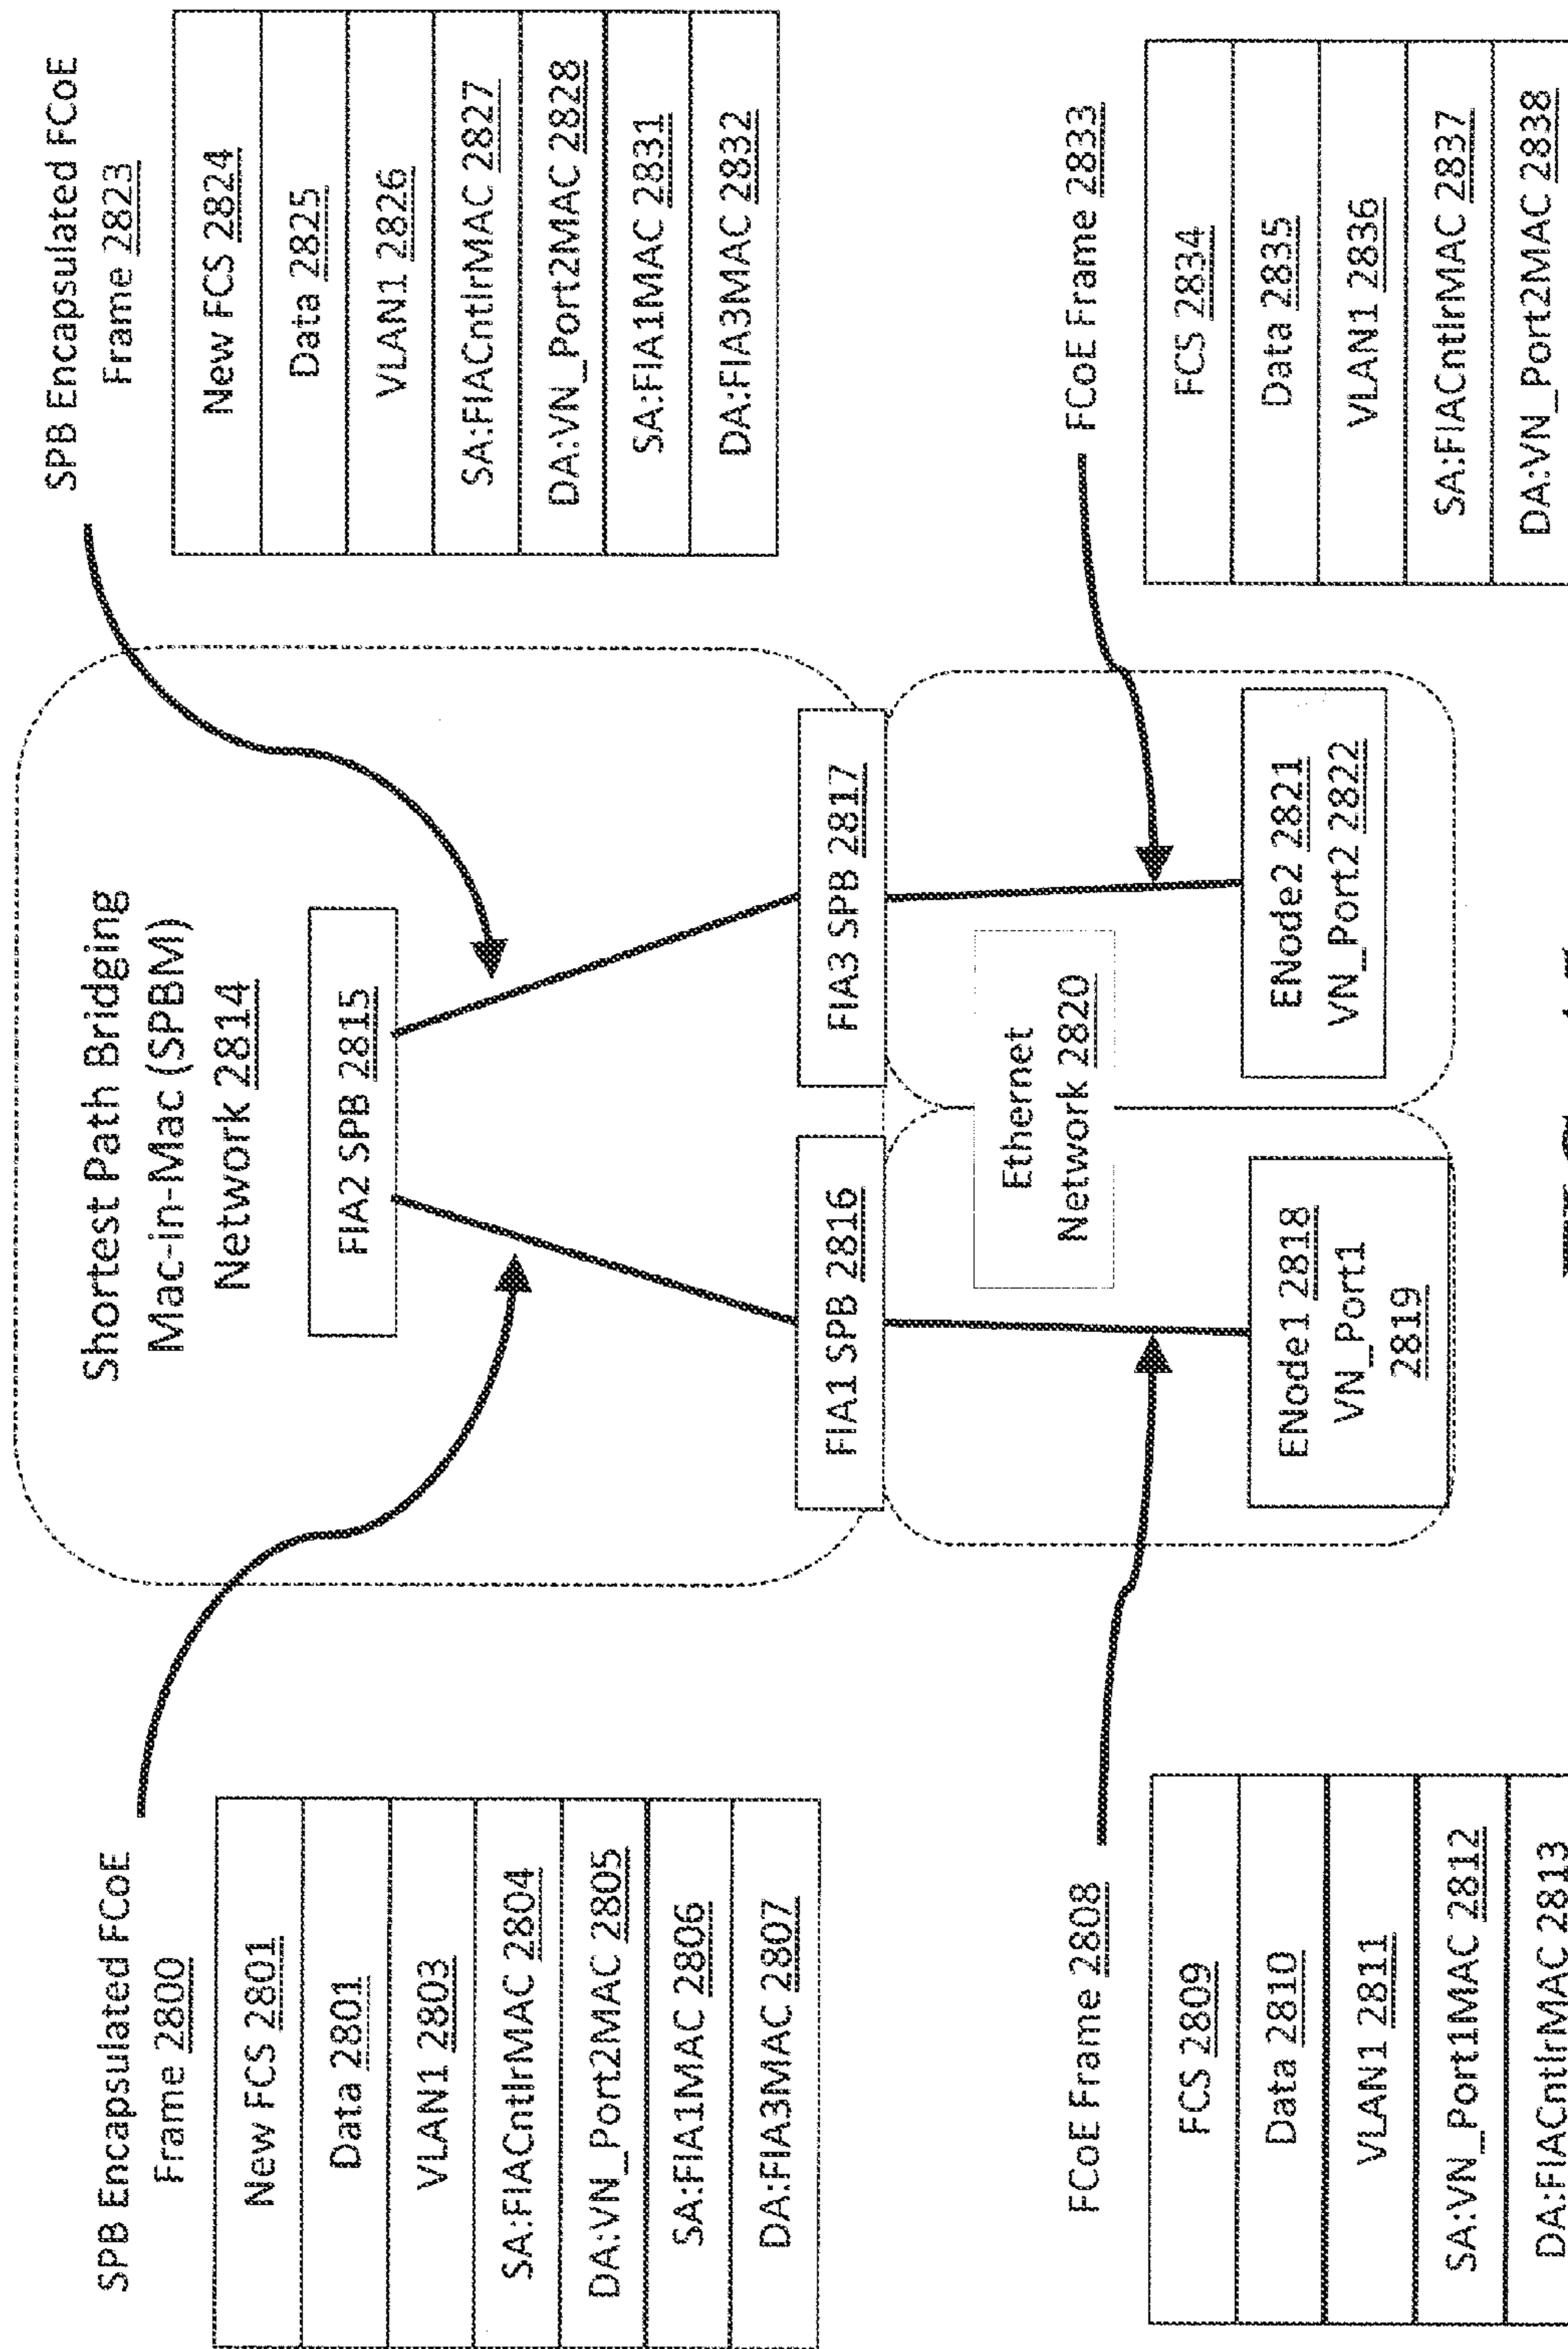 SPB Encapsulated FCoE
Frame 2800
New FCS 2801
Data 2801
VLAN1 2803
SA:FIACntlrMAC 2804
DA:VN_Port2MAC 2805
SA:FIA1MAC 2806
DA:FIA3MAC 2807
FCoE Frame 2808
FCS 2809
Data 2810
VLAN1 2811
SA:VN_Port1MAC 2812
DA:FIACntlrMAC 2813
Shortest Path Bridging
Mac-in-Mac (SPBM)
Network 2814
FIA2 SPB 2815
FIA1 SPB 2816
FIA3 SPB 2817
Ethernet
Network 2820
ENode1 2818
VN_Port1
2819
ENode2 2821
VN_Port2 2822
SPB Encapsulated FCoE
Frame 2823
New FCS 2824
Data 2825
VLAN1 2826
SA:FIACntlrMAC 2827
DA:VN_Port2MAC 2828
SA:FIA1MAC 2831
DA:FIA3MAC 2832
FCoE Frame 2833
FCS 2834
Data 2835
VLAN1 2836
SA:FIACntlrMAC 2837
DA:VN_Port2MAC 2838